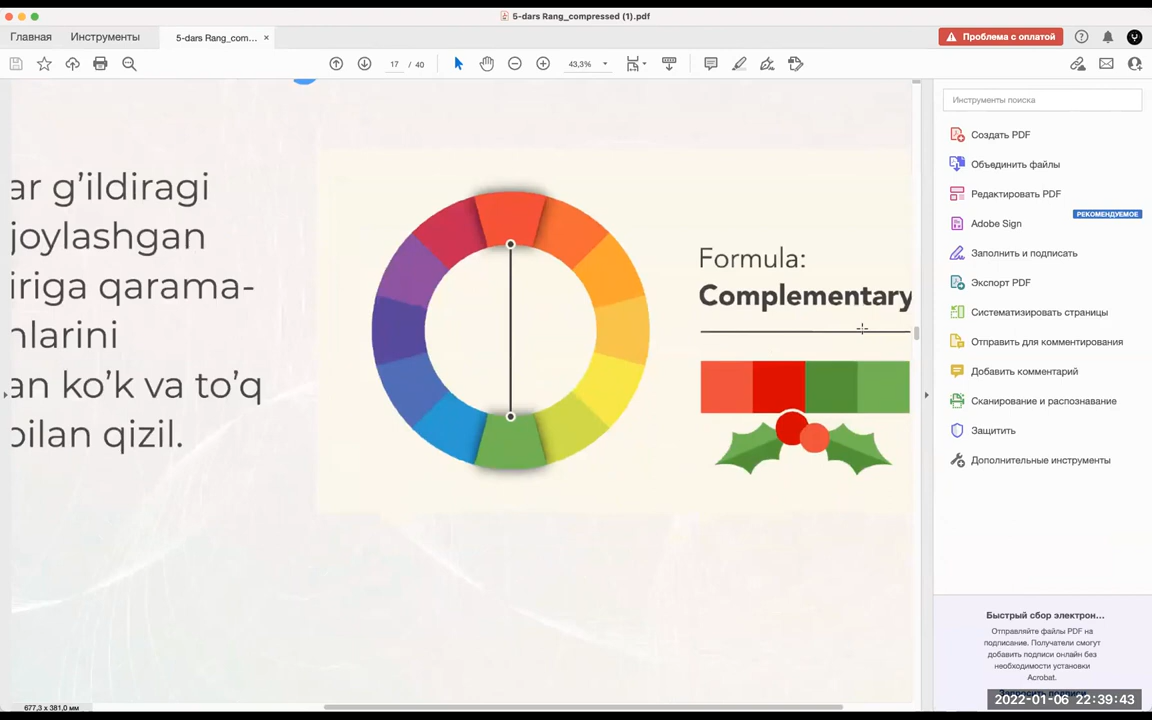 5-dars Rang_compressed (1).pdf
Главная
Инструменты
5-dars Rang_com... ×
Проблема с оплатой
17 / 40
43,3%
ar g’ildiragi
joylashgan
iriga qarama-
nlarini
an ko’k va to’q
bilan qizil.
Formula:
Complementary
Инструменты поиска
Создать PDF
Объединить файлы
Редактировать PDF
РЕКОМЕНДУЕМОЕ
Adobe Sign
Заполнить и подписать
Экспорт PDF
Систематизировать страницы
Отправить для комментирования
Добавить комментарий
Сканирование и распознавание
Защитить
Дополнительные инструменты
Быстрый сбор электрон...
Отправляйте файлы PDF на
подписание. Получатели смогут
добавить подписи онлайн без
необходимости установки
Acrobat.
2022-01-06 22:39:43
677,3 x 381,0 мм